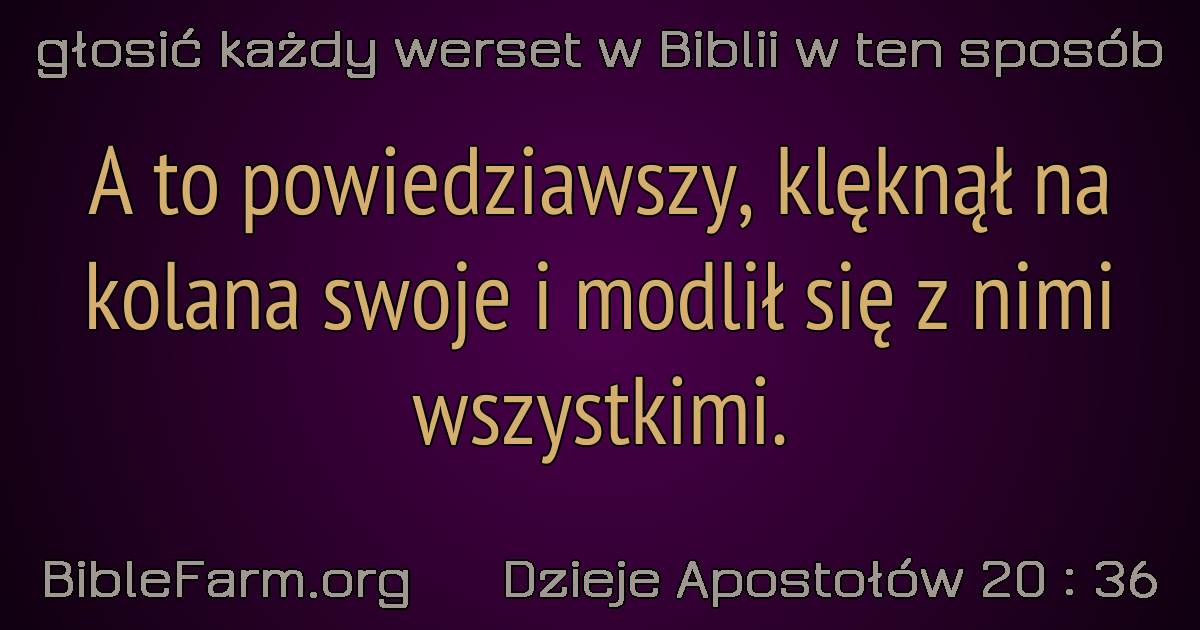 głosić każdy werset w Biblii w ten sposób
A to powiedziawszy, klęknął na
kolana swoje i modlił się z nimi
wszystkimi.
BibleFarm.org
Dzieje Apostołów 20 : 36